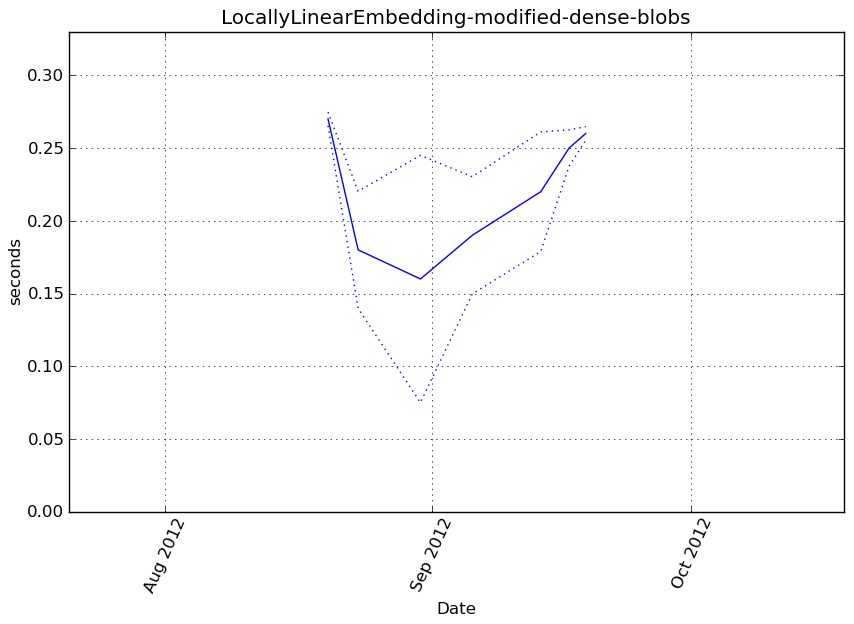 LocallyLinearEmbedding-modified-dense-blobs
0.30
0.25
0.20
0.15
0.10
0.05
0.00
seconds
Aug 2012
Sep 2012
Oct 2012
Date